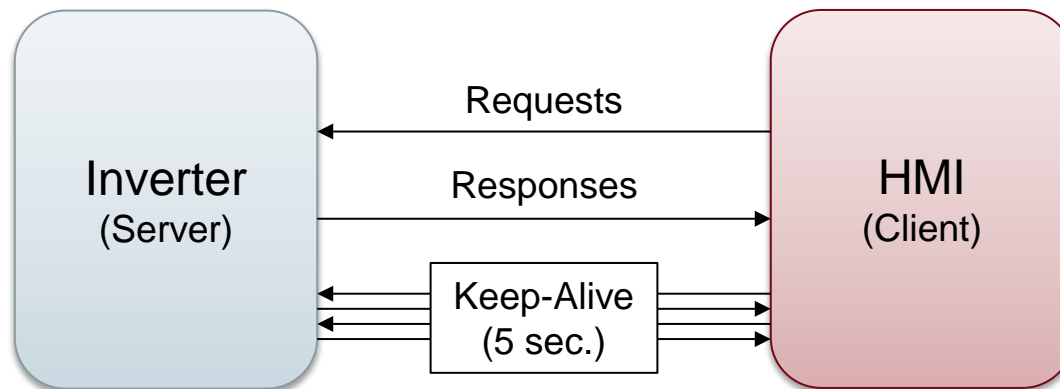 Inverter
(Server)
Requests
Responses
Keep-Alive
(5 sec.)
HMI
(Client)